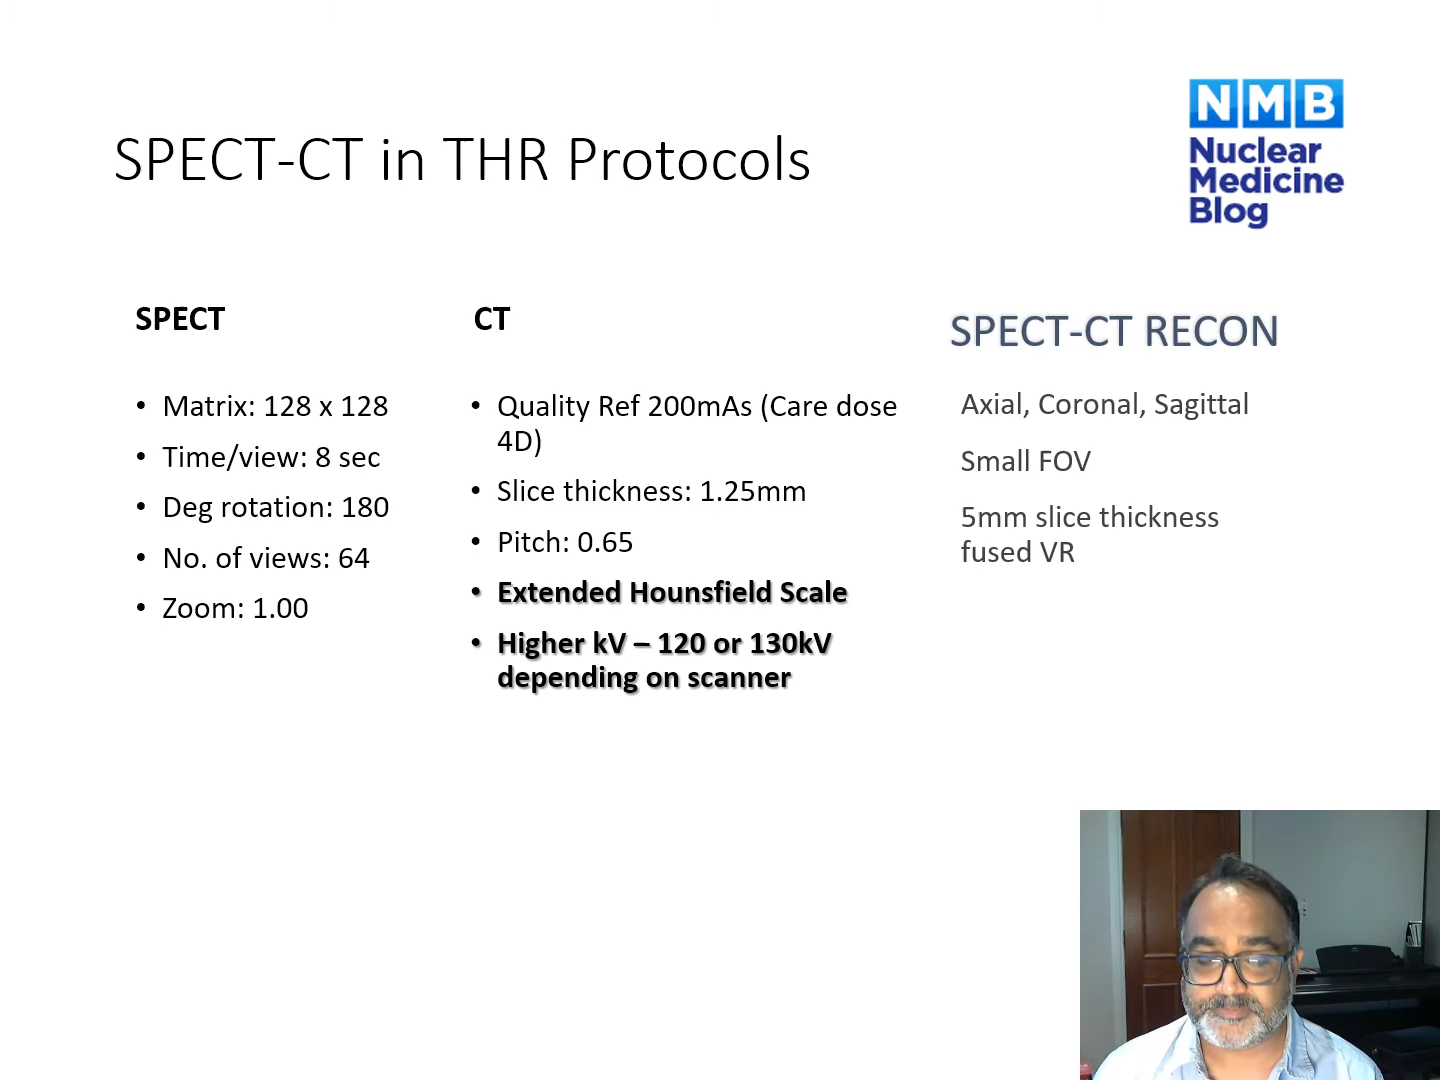 SPECT-CT in THR Protocols
NMB
Nuclear
Medicine
Blog
SPECT
• Matrix: 128 x 128
• Time/view: 8 sec
• Deg rotation: 180
• No. of views: 64
• Zoom: 1.00
CT
• Quality Ref 200mAs (Care dose
4D)
• Slice thickness: 1.25mm
• Pitch: 0.65
• Extended Hounsfield Scale
• Higher kV – 120 or 130kV
depending on scanner
SPECT-CT RECON
Axial, Coronal, Sagittal
Small FOV
5mm slice thickness
fused VR